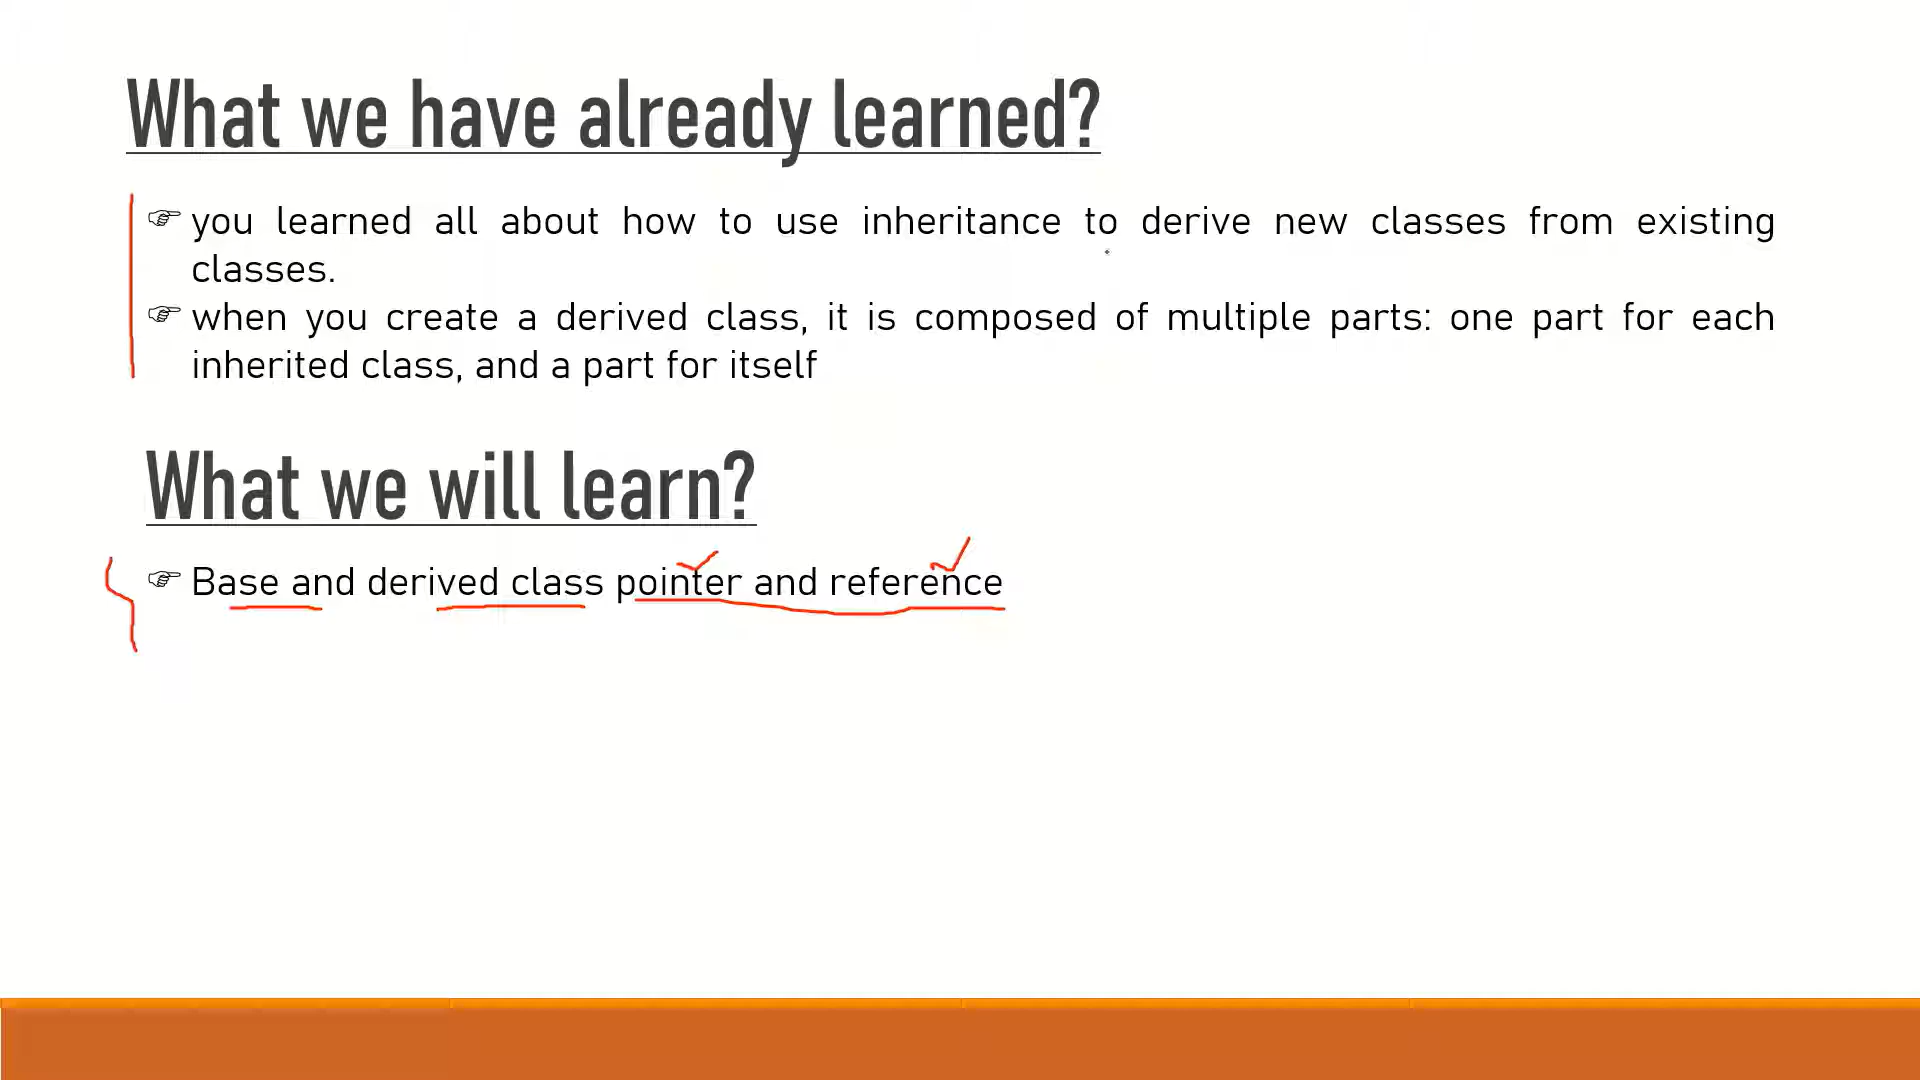 What we have already learned?
☞ you learned all about how to use inheritance to derive new classes from existing
classes.
☞ when you create a derived class, it is composed of multiple parts: one part for each
inherited class, and a part for itself
What we will learn?
☞ Base and derived class pointer and reference